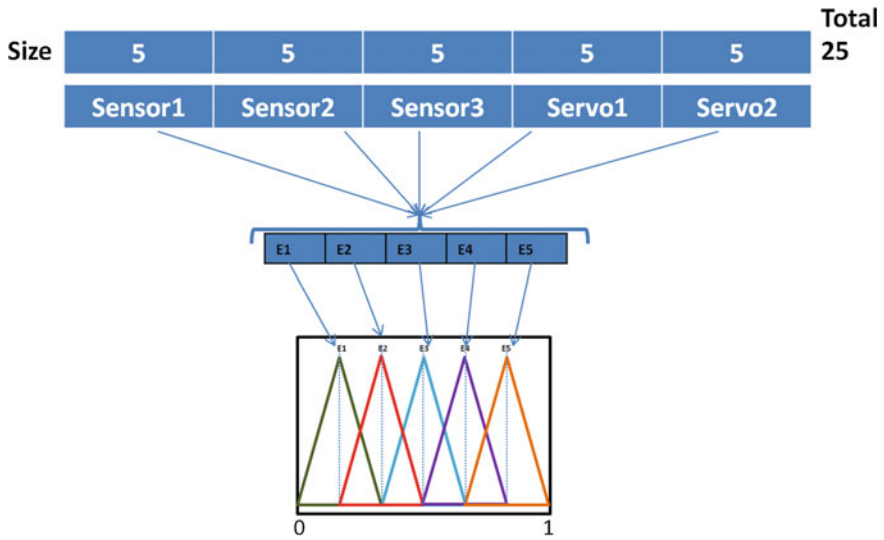 Total
Size 5 5 5 5 5 25
Sensor1 Sensor2 Sensor3 Servo1 Servo2
E1 E2 E3 E4 E5
E1 E2 E3 E4 E5
0 1